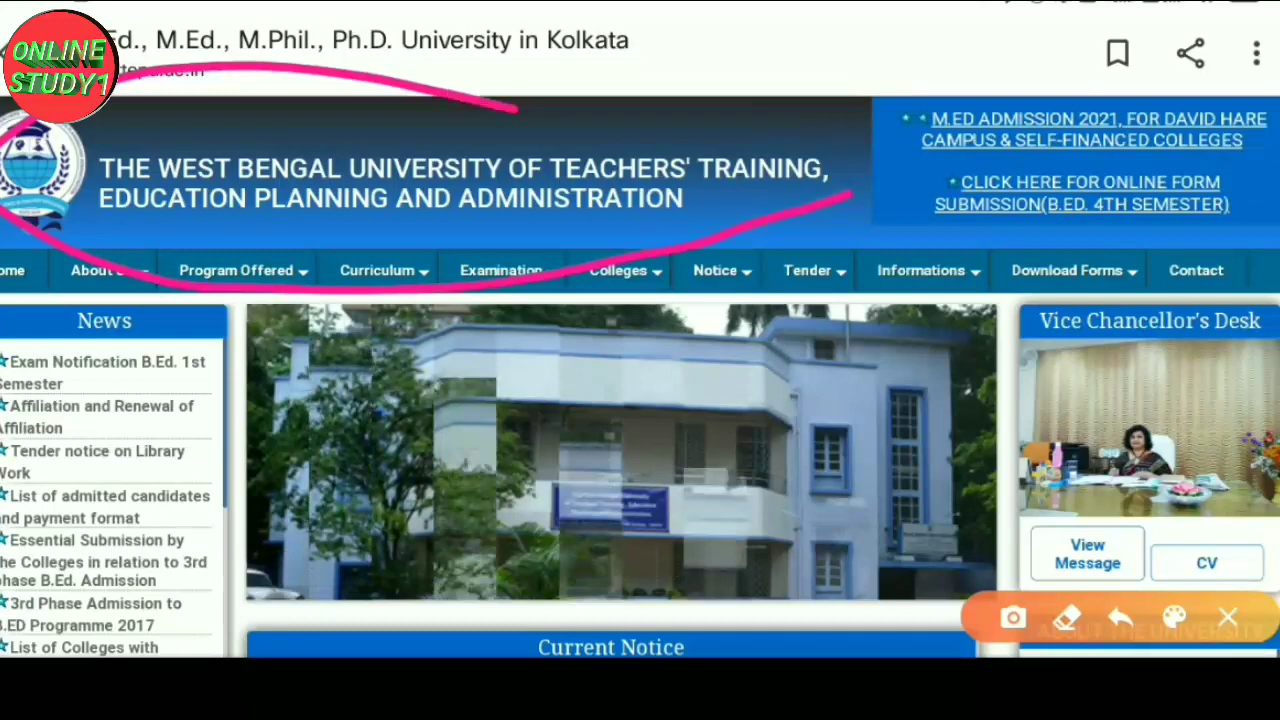 ONLINE
STUDY1
Ed., M.Ed., M.Phil., Ph.D. University in Kolkata
THE WEST BENGAL UNIVERSITY OF TEACHERS' TRAINING,
EDUCATION PLANNING AND ADMINISTRATION
M.ED ADMISSION 2021, FOR DAVID HARE
CAMPUS & SELF-FINANCED COLLEGES
CLICK HERE FOR ONLINE FORM
SUBMISSION(B.ED. 4TH SEMESTER)
ome About Program Offered Curriculum Examination Colleges Notice Tender Informations Download Forms Contact
News
Exam Notification B.Ed. 1st
Semester
Affiliation and Renewal of
Affiliation
Tender notice on Library
Work
List of admitted candidates
and payment format
Essential Submission by
the Colleges in relation to 3rd
phase B.Ed. Admission
3rd Phase Admission to
B.ED Programme 2017
List of Colleges with
Current Notice
Vice Chancellor's Desk
View
Message
CV